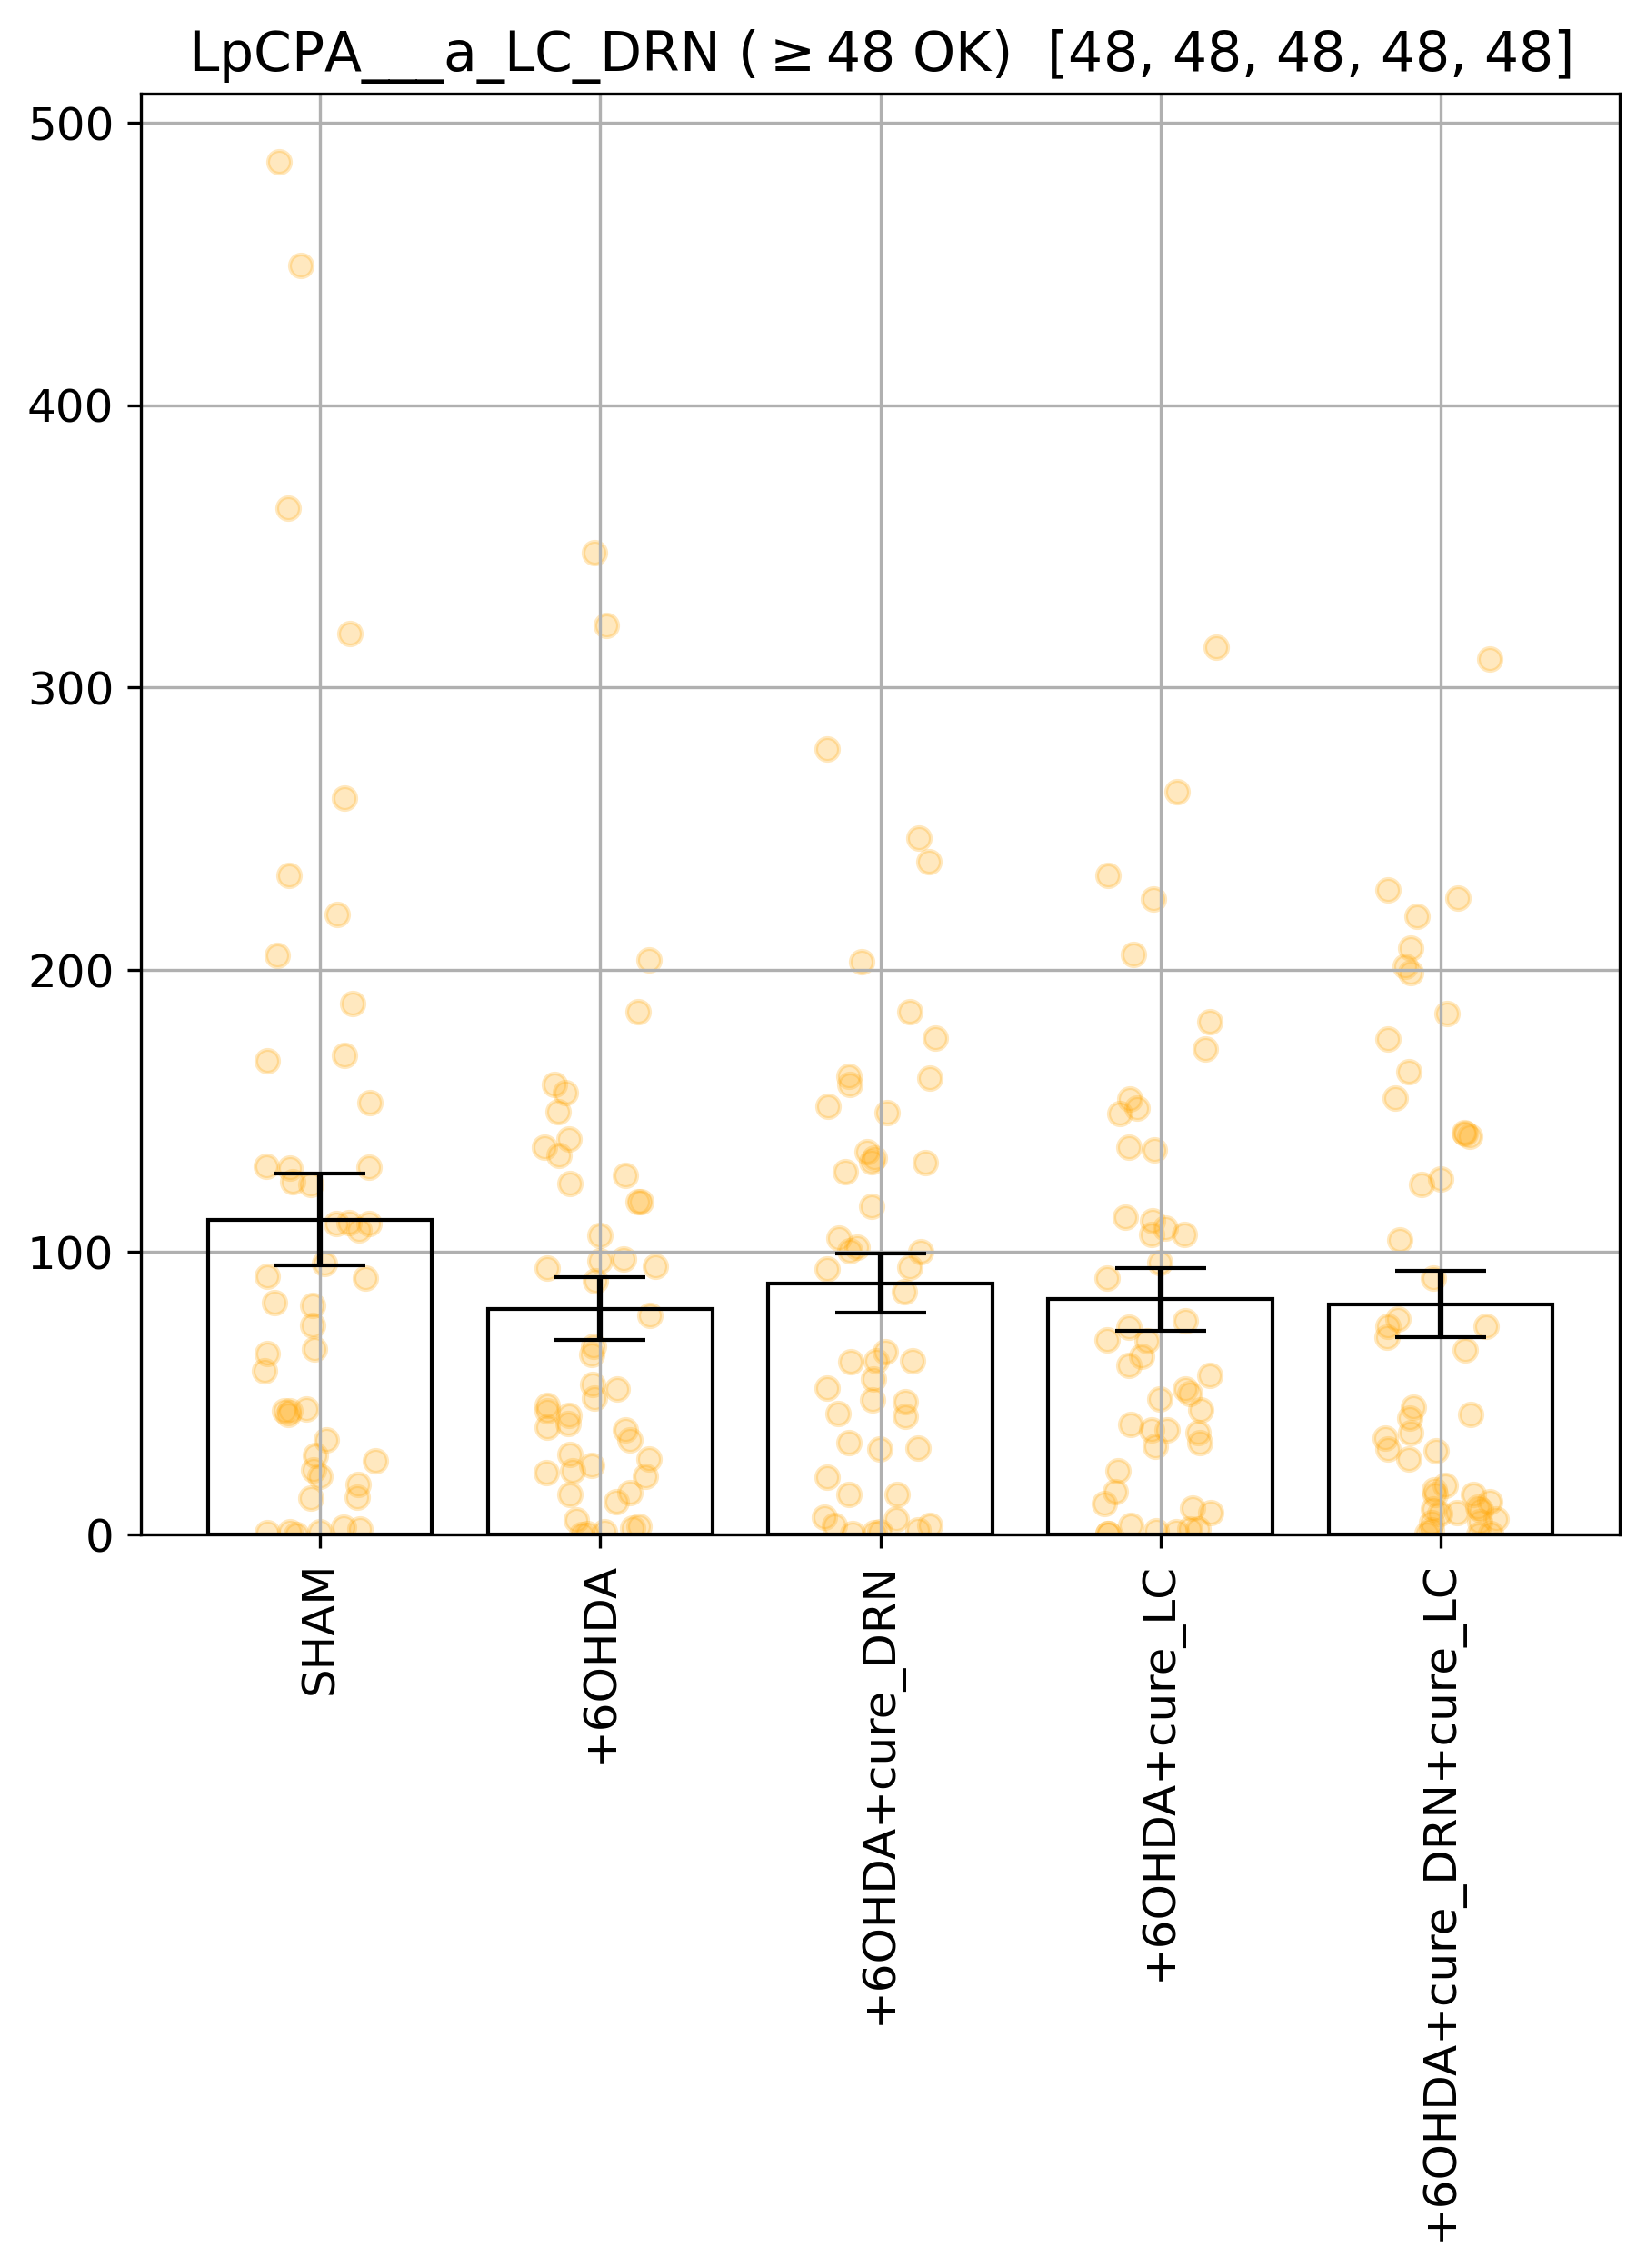 LpCPA___a_LC_DRN (≥48 OK)  [48, 48, 48, 48, 48]
500
400
300
200
100
0
SHAM
+6OHDA
+6OHDA+cure_DRN
+6OHDA+cure_LC
+6OHDA+cure_DRN+cure_LC